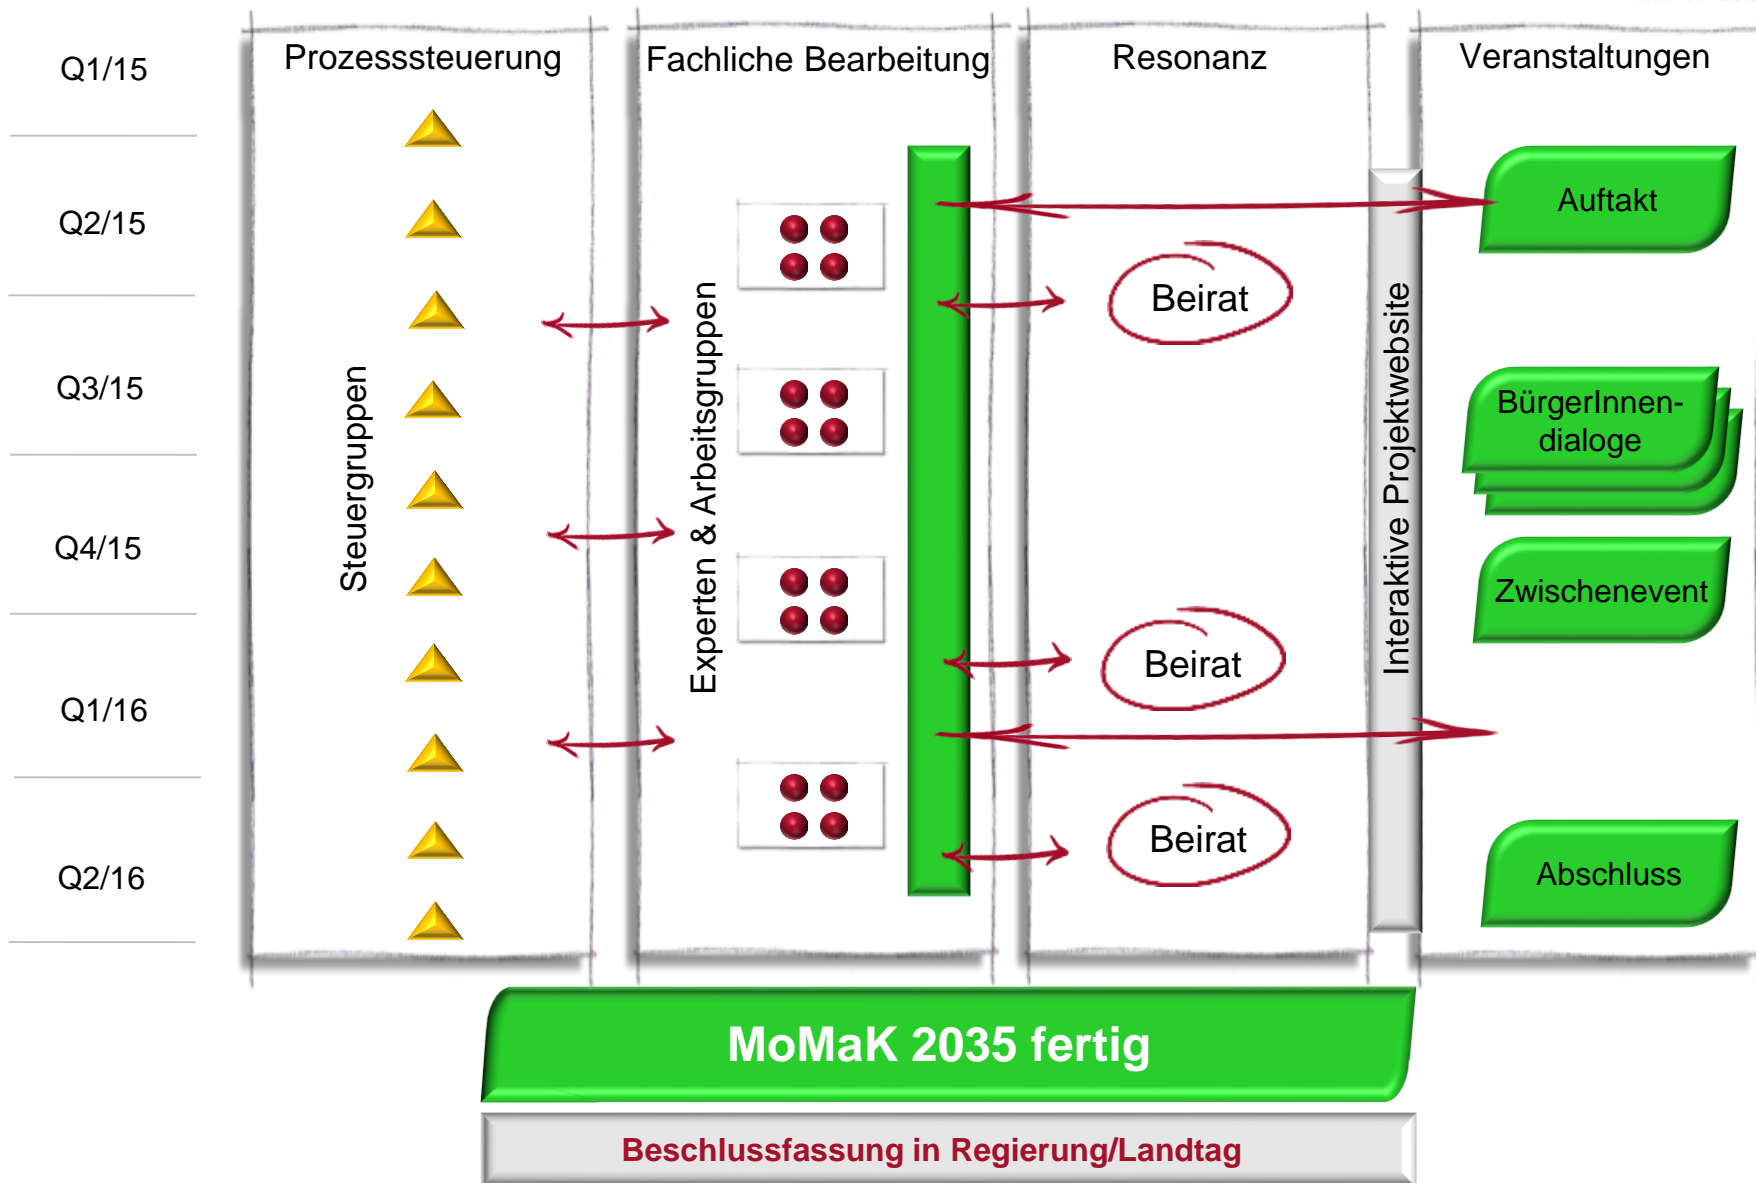 Prozesssteuerung
Fachliche Bearbeitung
Resonanz
Veranstaltungen
Q1/15
Q2/15
Q3/15
Q4/15
Q1/16
Q2/16
Steuergruppen
Experten & Arbeitsgruppen
Beirat
Beirat
Beirat
Interaktive Projektwebsite
Auftakt
BürgerInnen-
dialoge
Zwischenevent
Abschluss
MoMaK 2035 fertig
Beschlussfassung in Regierung/Landtag